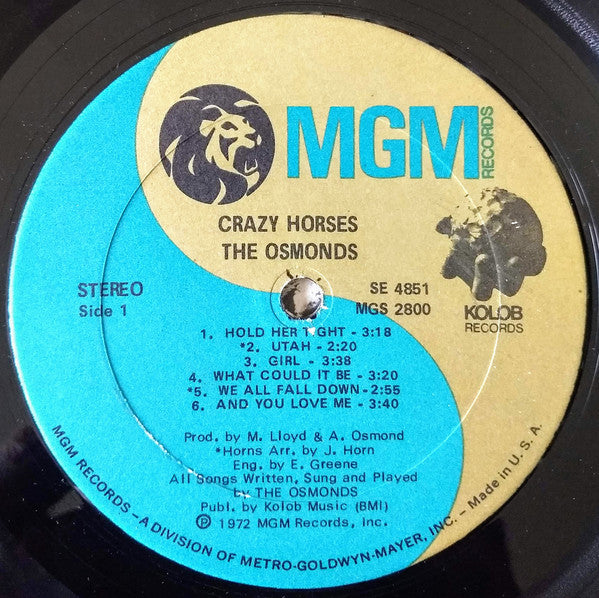 MGM
RECORDS
CRAZY HORSES
THE OSMONDS
STEREO
Side 1
SE 4851
MGS 2800
KOLOB
RECORDS
1. HOLD HER TIGHT - 3:18
*2. UTAH - 2:20
3. GIRL - 3:38
4. WHAT COULD IT BE - 3:20
*5. WE ALL FALL DOWN - 2:55
6. AND YOU LOVE ME - 3:40
Prod. by M. Lloyd & A. Osmond
*Horns Arr. by J. Horn
Eng. by E. Greene
All Songs Written, Sung and Played
by THE OSMONDS
Publ. by Kolob Music (BMI)
Ⓟ 1972 MGM Records, Inc.
MGM RECORDS – A DIVISION OF METRO-GOLDWYN-MAYER, INC. – Made in U. S. A.